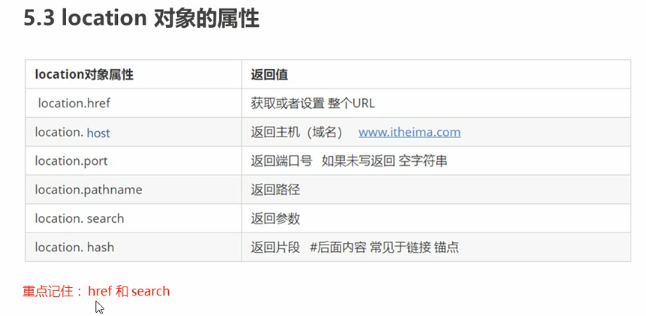 5.3 location 对象的属性
location对象属性 返回值
location.href 获取或者设置 整个URL
location. host 返回主机（域名） www.itheima.com
location.port 返回端口号 如果未写返回 空字符串
location.pathname 返回路径
location. search 返回参数
location. hash 返回片段 #后面内容 常见于链接 锚点
重点记住： href 和 search